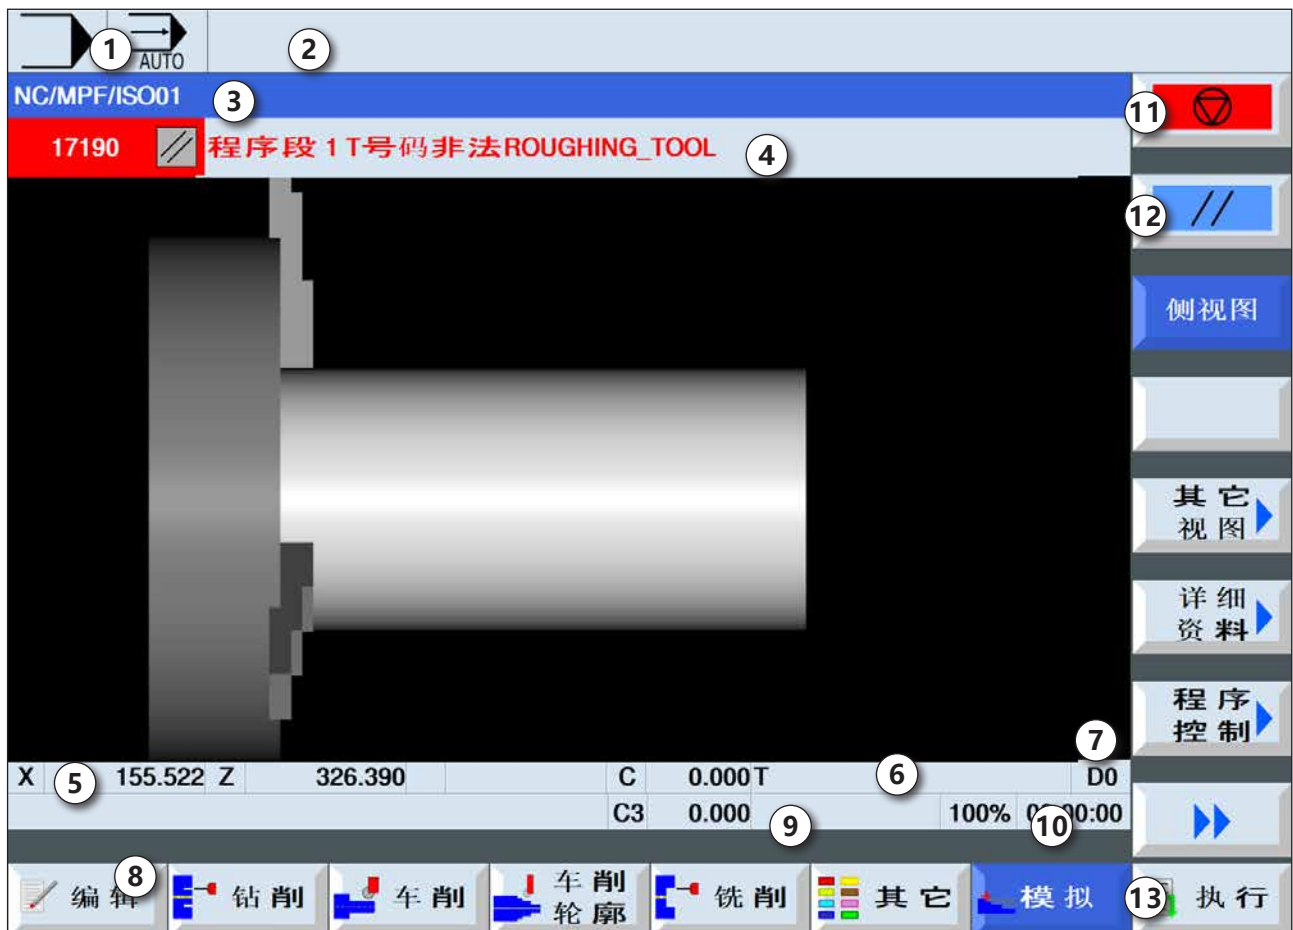 1
AUTO
2
NC/MPF/ISO01
3
11
17190
程序段1T号码非法ROUGHING_TOOL
4
12
侧视图
其它
视图
详细
资料
程序
控制
7
X 155.522 Z 326.390 C 0.000 T D0
5
6
C3 0.000 100% 00:00:00
9
10
8
编辑
钻削
车削
车削
轮廓
铣削
其它
模拟
13
执行